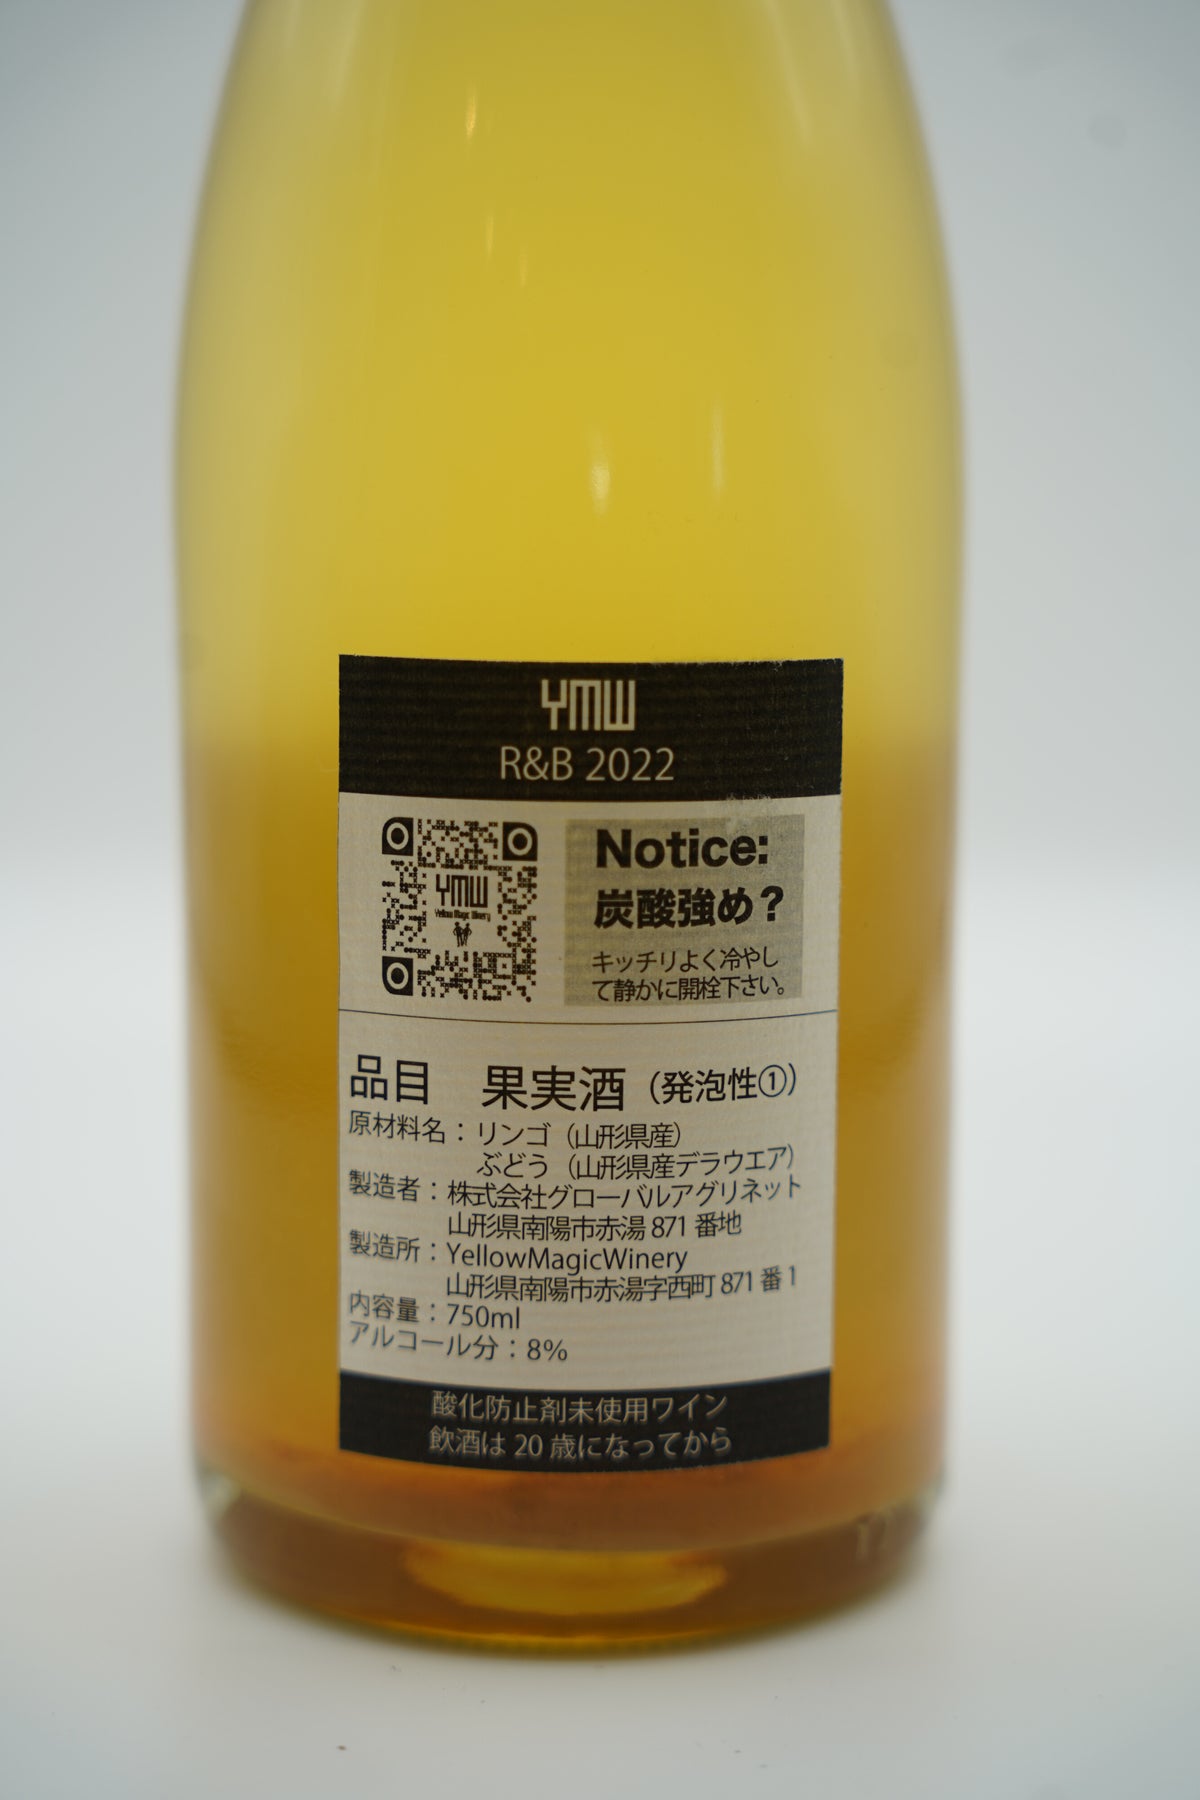 YMW
R&B 2022
YMW
Yellow Magic Winery
Notice:
炭酸強め？
キッチリよく冷やし
て静かに開栓下さい。
品目　果実酒（発泡性①）
原材料名：リンゴ（山形県産）
ぶどう（山形県産デラウエア）
製造者：株式会社グローバルアグリネット
山形県南陽市赤湯 871 番地
製造所：YellowMagicWinery
山形県南陽市赤湯字西町 871 番 1
内容量：750ml
アルコール分：8%
酸化防止剤未使用ワイン
飲酒は 20 歳になってから